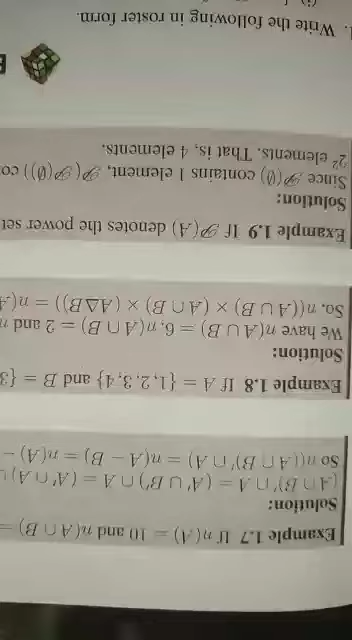 Example 1.7 If n(A) = 10 and n(A ∩ B) =
Solution:
(A ∩ B)′ ∩ A = (A′ ∪ B′) ∩ A = (A′ ∩ A) ∪
So n((A ∩ B)′ ∩ A) = n(A − B) = n(A) −
Example 1.8 If A = {1, 2, 3, 4} and B = {3
Solution:
We have n(A ∪ B) = 6, n(A ∩ B) = 2 and n
So, n((A ∪ B) × (A ∩ B) × (A△B)) = n(A
Example 1.9 If 𝒫(A) denotes the power set
Solution:
Since 𝒫(∅) contains 1 element, 𝒫(𝒫(∅)) co
2² elements. That is, 4 elements.
1. Write the following in roster form.